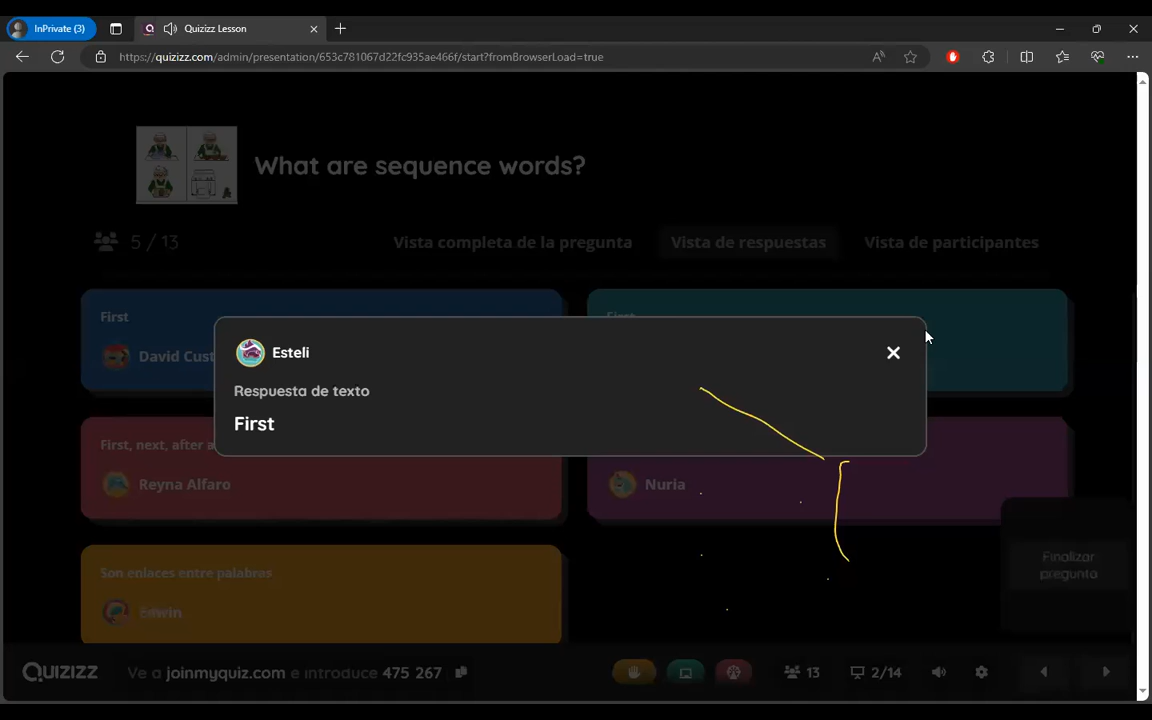 InPrivate (3)
Quizizz Lesson
https://quizizz.com/admin/presentation/653c781067d22fc935ae466f/start?fromBrowserLoad=true
What are sequence words?
5 / 13
Vista completa de la pregunta
Vista de respuestas
Vista de participantes
First
David Cust
First
Esteli
Respuesta de texto
First
First, next, after a
Reyna Alfaro
Nuria
Son enlaces entre palabras
Edwin
Finalizar
pregunta
QUIZIZZ
Ve a joinmyquiz.com e introduce 475 267
13
2/14